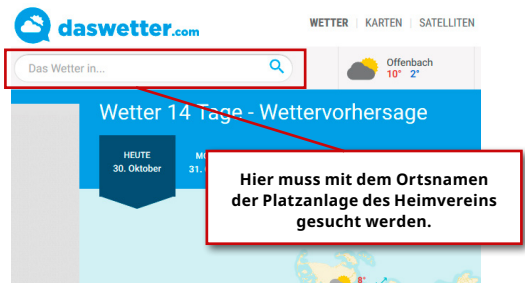 daswetter.com
WETTER | KARTEN | SATELLITEN
Das Wetter in...
Offenbach
10° 2°
Wetter 14 Tage - Wettervorhersage
HEUTE
30. Oktober
31.
Hier muss mit dem Ortsnamen
der Platzanlage des Heimvereins
gesucht werden.